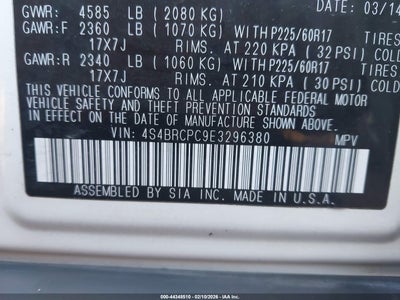 GVWR: 4585 LB (2080 KG) 03/14
GAWR:F 2360 LB (1070 KG) WITH P225/60R17 TIRES
17X7J RIMS. AT 220 KPA (32 PSI) COLD
GAWR:R 2340 LB (1060 KG) WITH P225/60R17 TIRES
17X7J RIMS. AT 210 KPA (30 PSI) COLD
THIS VEHICLE CONFORMS TO ALL APPLICABLE FEDERAL MOTOR
VEHICLE SAFETY AND THEFT PREVENTION STANDARDS
IN EFFECT ON THE DATE OF MANUFACTURE SHOWN ABOVE.
VIN: 4S4BRCPC9E3296380 MPV
ASSEMBLED BY SIA INC. MADE IN U.S.A.
000-44348510 - 02/10/2026 - IAAI.COM